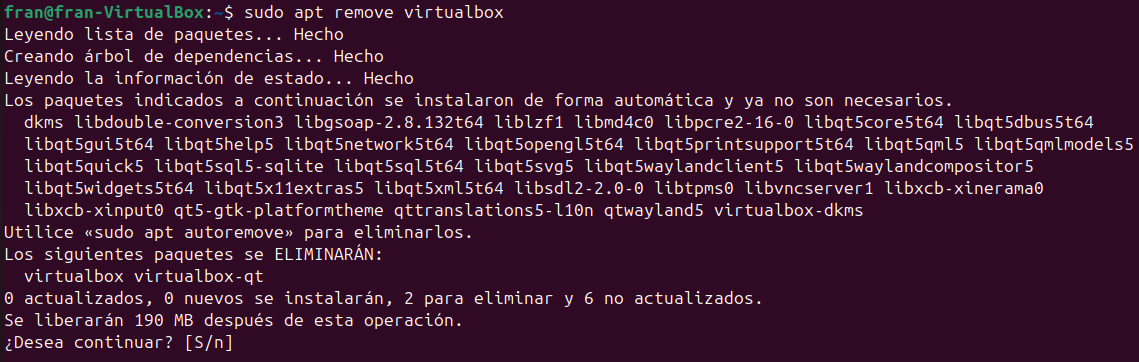 fran@fran-VirtualBox:~$ sudo apt remove virtualbox
Leyendo lista de paquetes... Hecho
Creando árbol de dependencias... Hecho
Leyendo la información de estado... Hecho
Los paquetes indicados a continuación se instalaron de forma automática y ya no son necesarios.
  dkms libdouble-conversion3 libgsoap-2.8.132t64 liblzf1 libmd4c0 libpcre2-16-0 libqt5core5t64 libqt5dbus5t64
  libqt5gui5t64 libqt5help5 libqt5network5t64 libqt5opengl5t64 libqt5printsupport5t64 libqt5qml5 libqt5qmlmodels5
  libqt5quick5 libqt5sql5-sqlite libqt5sql5t64 libqt5svg5 libqt5waylandclient5 libqt5waylandcompositor5
  libqt5widgets5t64 libqt5x11extras5 libqt5xml5t64 libsdl2-2.0-0 libtpms0 libvncserver1 libxcb-xinerama0
  libxcb-xinput0 qt5-gtk-platformtheme qttranslations5-l10n qtwayland5 virtualbox-dkms
Utilice «sudo apt autoremove» para eliminarlos.
Los siguientes paquetes se ELIMINARÁN:
  virtualbox virtualbox-qt
0 actualizados, 0 nuevos se instalarán, 2 para eliminar y 6 no actualizados.
Se liberarán 190 MB después de esta operación.
¿Desea continuar? [S/n]